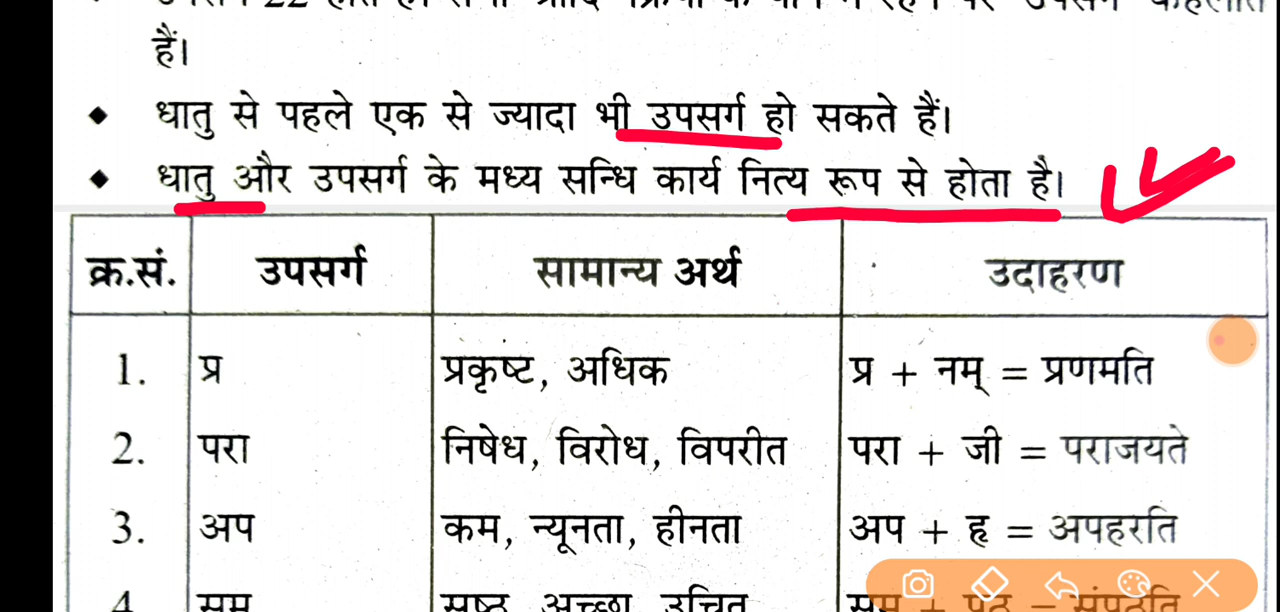 हैं।
◆ धातु से पहले एक से ज्यादा भी उपसर्ग हो सकते हैं।
◆ धातु और उपसर्ग के मध्य सन्धि कार्य नित्य रूप से होता है।
क्र.सं. उपसर्ग सामान्य अर्थ उदाहरण
1. प्र प्रकृष्ट, अधिक प्र + नम् = प्रणमति
2. परा निषेध, विरोध, विपरीत परा + जी = पराजयते
3. अप कम, न्यूनता, हीनता अप + हृ = अपहरति